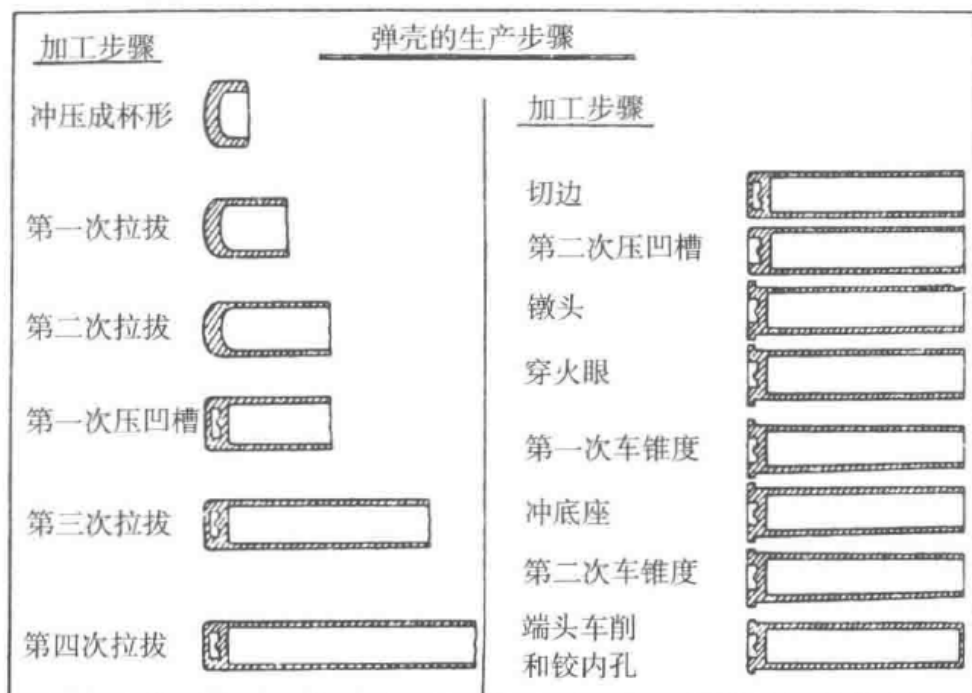 弹壳的生产步骤
加工步骤
冲压成杯形
第一次拉拔
第二次拉拔
第一次压凹槽
第三次拉拔
第四次拉拔
加工步骤
切边
第二次压凹槽
镦头
穿火眼
第一次车锥度
冲底座
第二次车锥度
端头车削
和铰内孔